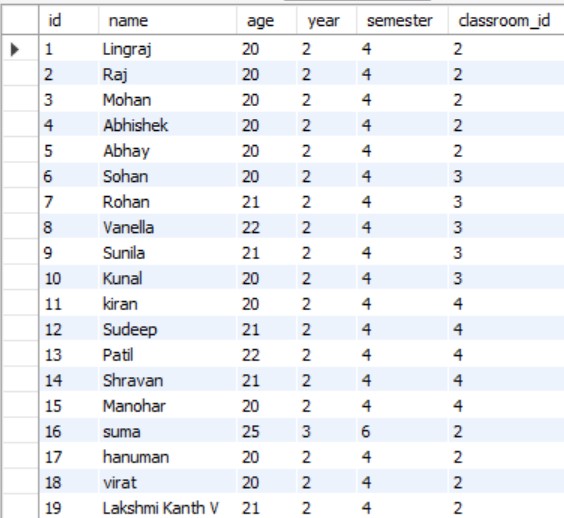 id name age year semester classroom_id
1 Lingraj 20 2 4 2
2 Raj 20 2 4 2
3 Mohan 20 2 4 2
4 Abhishek 20 2 4 2
5 Abhay 20 2 4 2
6 Sohan 20 2 4 3
7 Rohan 21 2 4 3
8 Vanella 22 2 4 3
9 Sunila 21 2 4 3
10 Kunal 20 2 4 3
11 kiran 20 2 4 4
12 Sudeep 21 2 4 4
13 Patil 22 2 4 4
14 Shravan 21 2 4 4
15 Manohar 20 2 4 4
16 suma 25 3 6 2
17 hanuman 20 2 4 2
18 virat 20 2 4 2
19 Lakshmi Kanth V 21 2 4 2